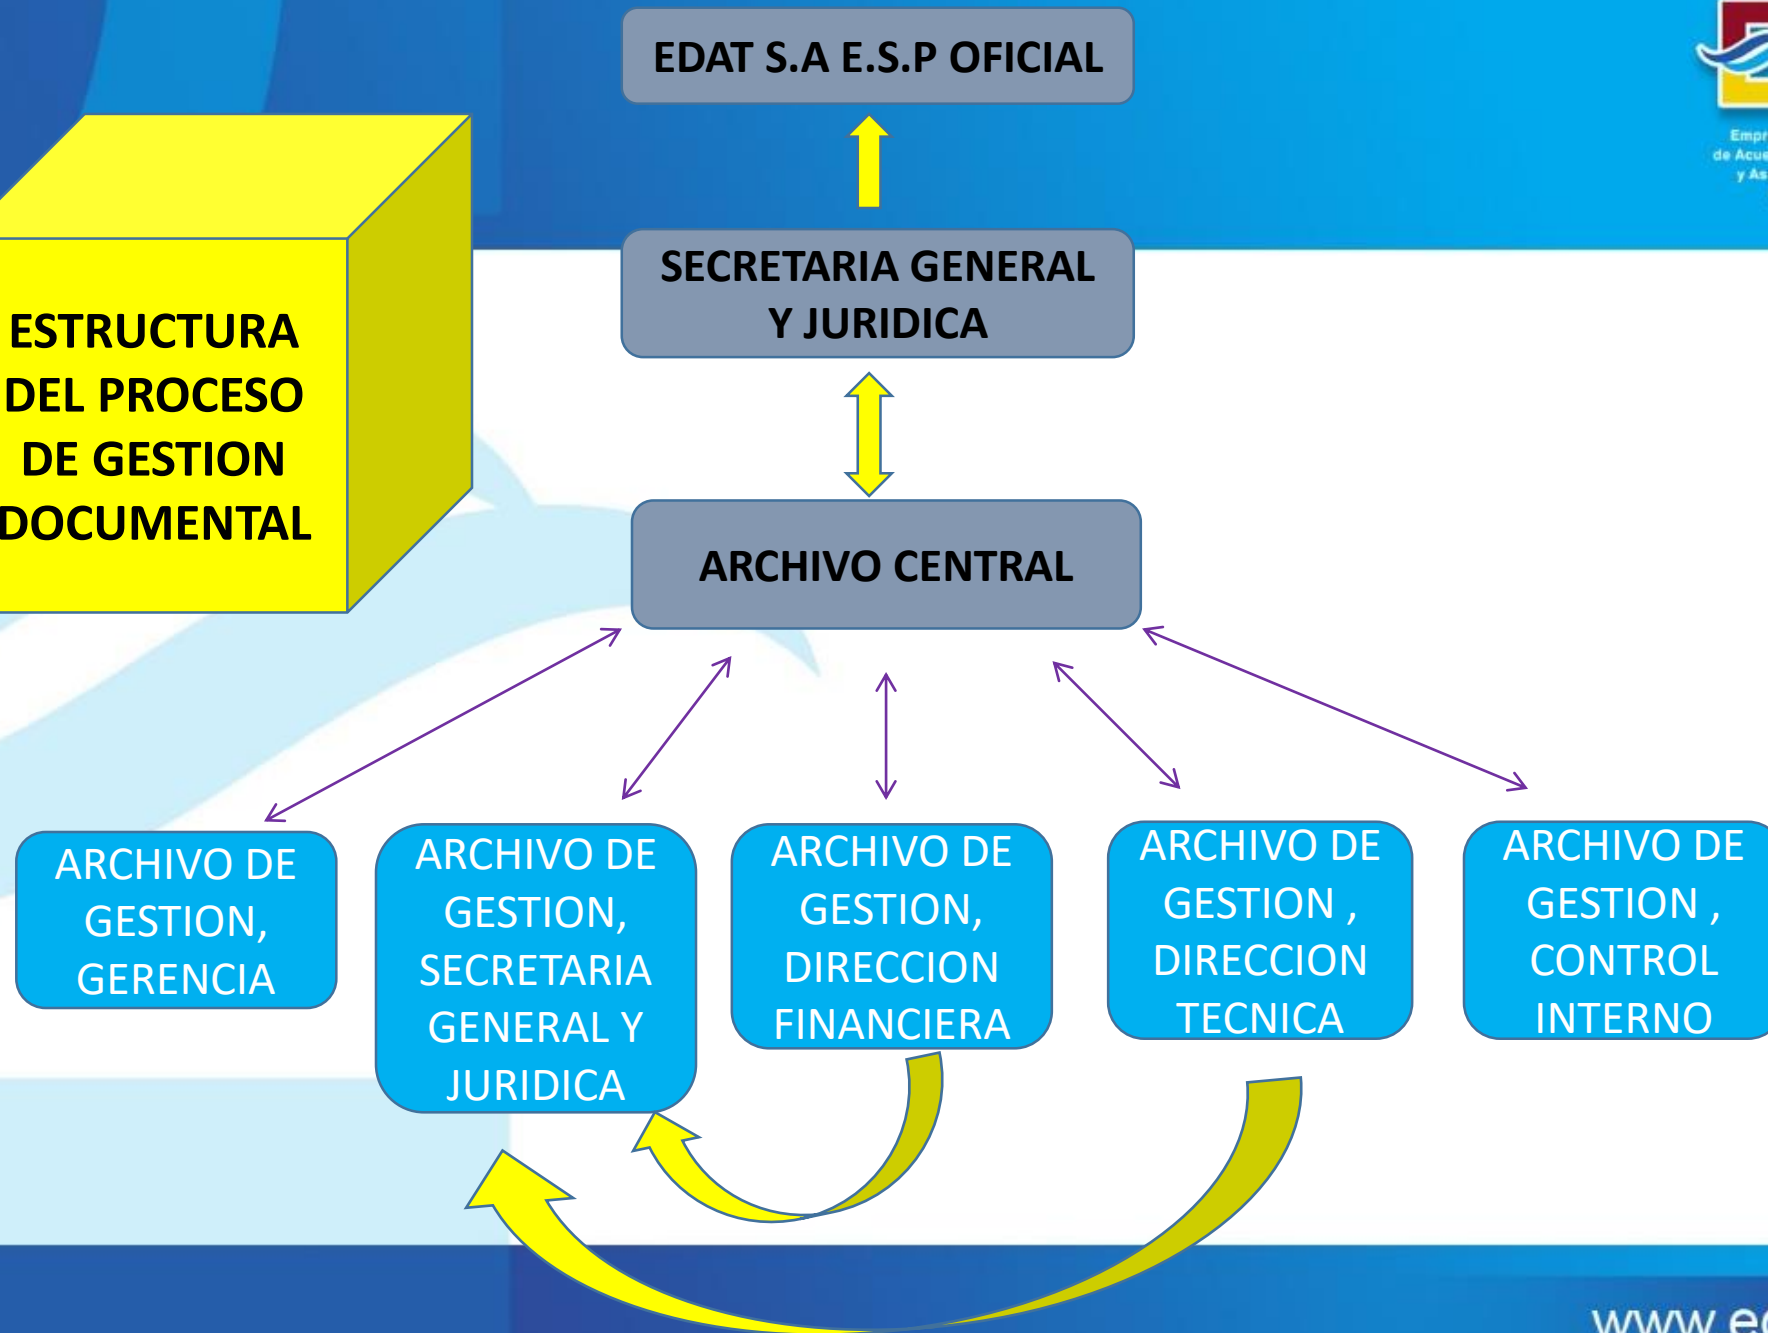 EDAT S.A E.S.P OFICIAL
SECRETARIA GENERAL
Y JURIDICA
ESTRUCTURA
DEL PROCESO
DE GESTION
DOCUMENTAL
ARCHIVO CENTRAL
ARCHIVO DE
GESTION,
GERENCIA
ARCHIVO DE
GESTION,
SECRETARIA
GENERAL Y
JURIDICA
ARCHIVO DE
GESTION,
DIRECCION
FINANCIERA
ARCHIVO DE
GESTION ,
DIRECCION
TECNICA
ARCHIVO DE
GESTION ,
CONTROL
INTERNO
de
y